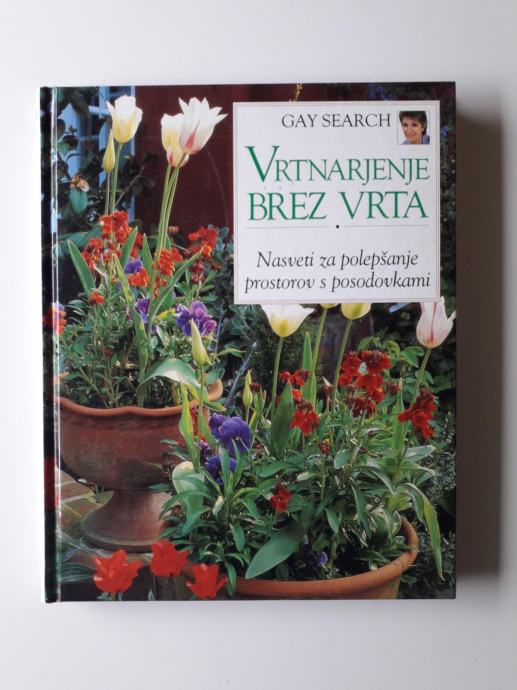 GAY SEARCH
VRTNARJENJE
BREZ VRTA
Nasveti za polepšanje
prostorov s posodovkami